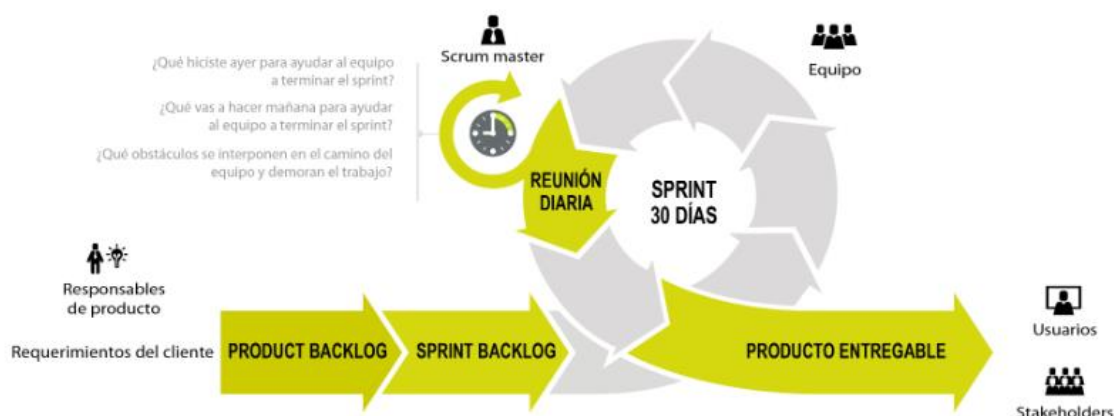 Scrum master
Equipo
¿Qué hiciste ayer para ayudar al equipo
a terminar el sprint?
¿Qué vas a hacer mañana para ayudar
al equipo a terminar el sprint?
¿Qué obstáculos se interponen en el camino del
equipo y demoran el trabajo?
REUNIÓN
DIARIA
SPRINT
30 DÍAS
Responsables
de producto
Requerimientos del cliente
PRODUCT BACKLOG
SPRINT BACKLOG
PRODUCTO ENTREGABLE
Usuarios
Stakeholders